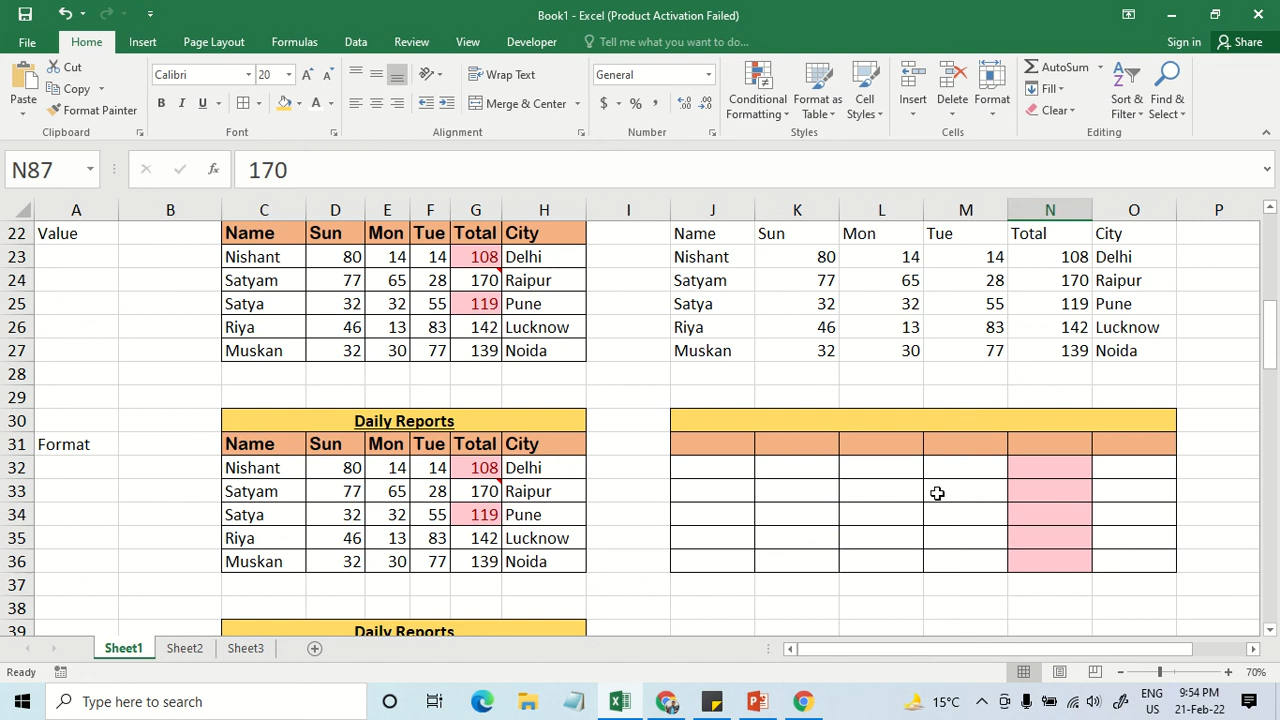 Book1 - Excel (Product Activation Failed)
File Home Insert Page Layout Formulas Data Review View Developer Tell me what you want to do... Sign in Share
Paste Cut Copy Format Painter Clipboard
Calibri 20 A A B I U A Font
Wrap Text Merge & Center Alignment
General $ % , Number
Conditional Formatting Format as Table Cell Styles Styles
Insert Delete Format Cells
AutoSum Fill Clear Sort & Filter Find & Select Editing
N87 fx 170
A B C D E F G H I J K L M N O P
22 Value Name Sun Mon Tue Total City Name Sun Mon Tue Total City
23 Nishant 80 14 14 108 Delhi Nishant 80 14 14 108 Delhi
24 Satyam 77 65 28 170 Raipur Satyam 77 65 28 170 Raipur
25 Satya 32 32 55 119 Pune Satya 32 32 55 119 Pune
26 Riya 46 13 83 142 Lucknow Riya 46 13 83 142 Lucknow
27 Muskan 32 30 77 139 Noida Muskan 32 30 77 139 Noida
28
29
30 Daily Reports
31 Format Name Sun Mon Tue Total City
32 Nishant 80 14 14 108 Delhi
33 Satyam 77 65 28 170 Raipur
34 Satya 32 32 55 119 Pune
35 Riya 46 13 83 142 Lucknow
36 Muskan 32 30 77 139 Noida
37
38
39 Daily Reports
Sheet1 Sheet2 Sheet3
Ready 70%
Type here to search 15°C ENG US 9:54 PM 21-Feb-22